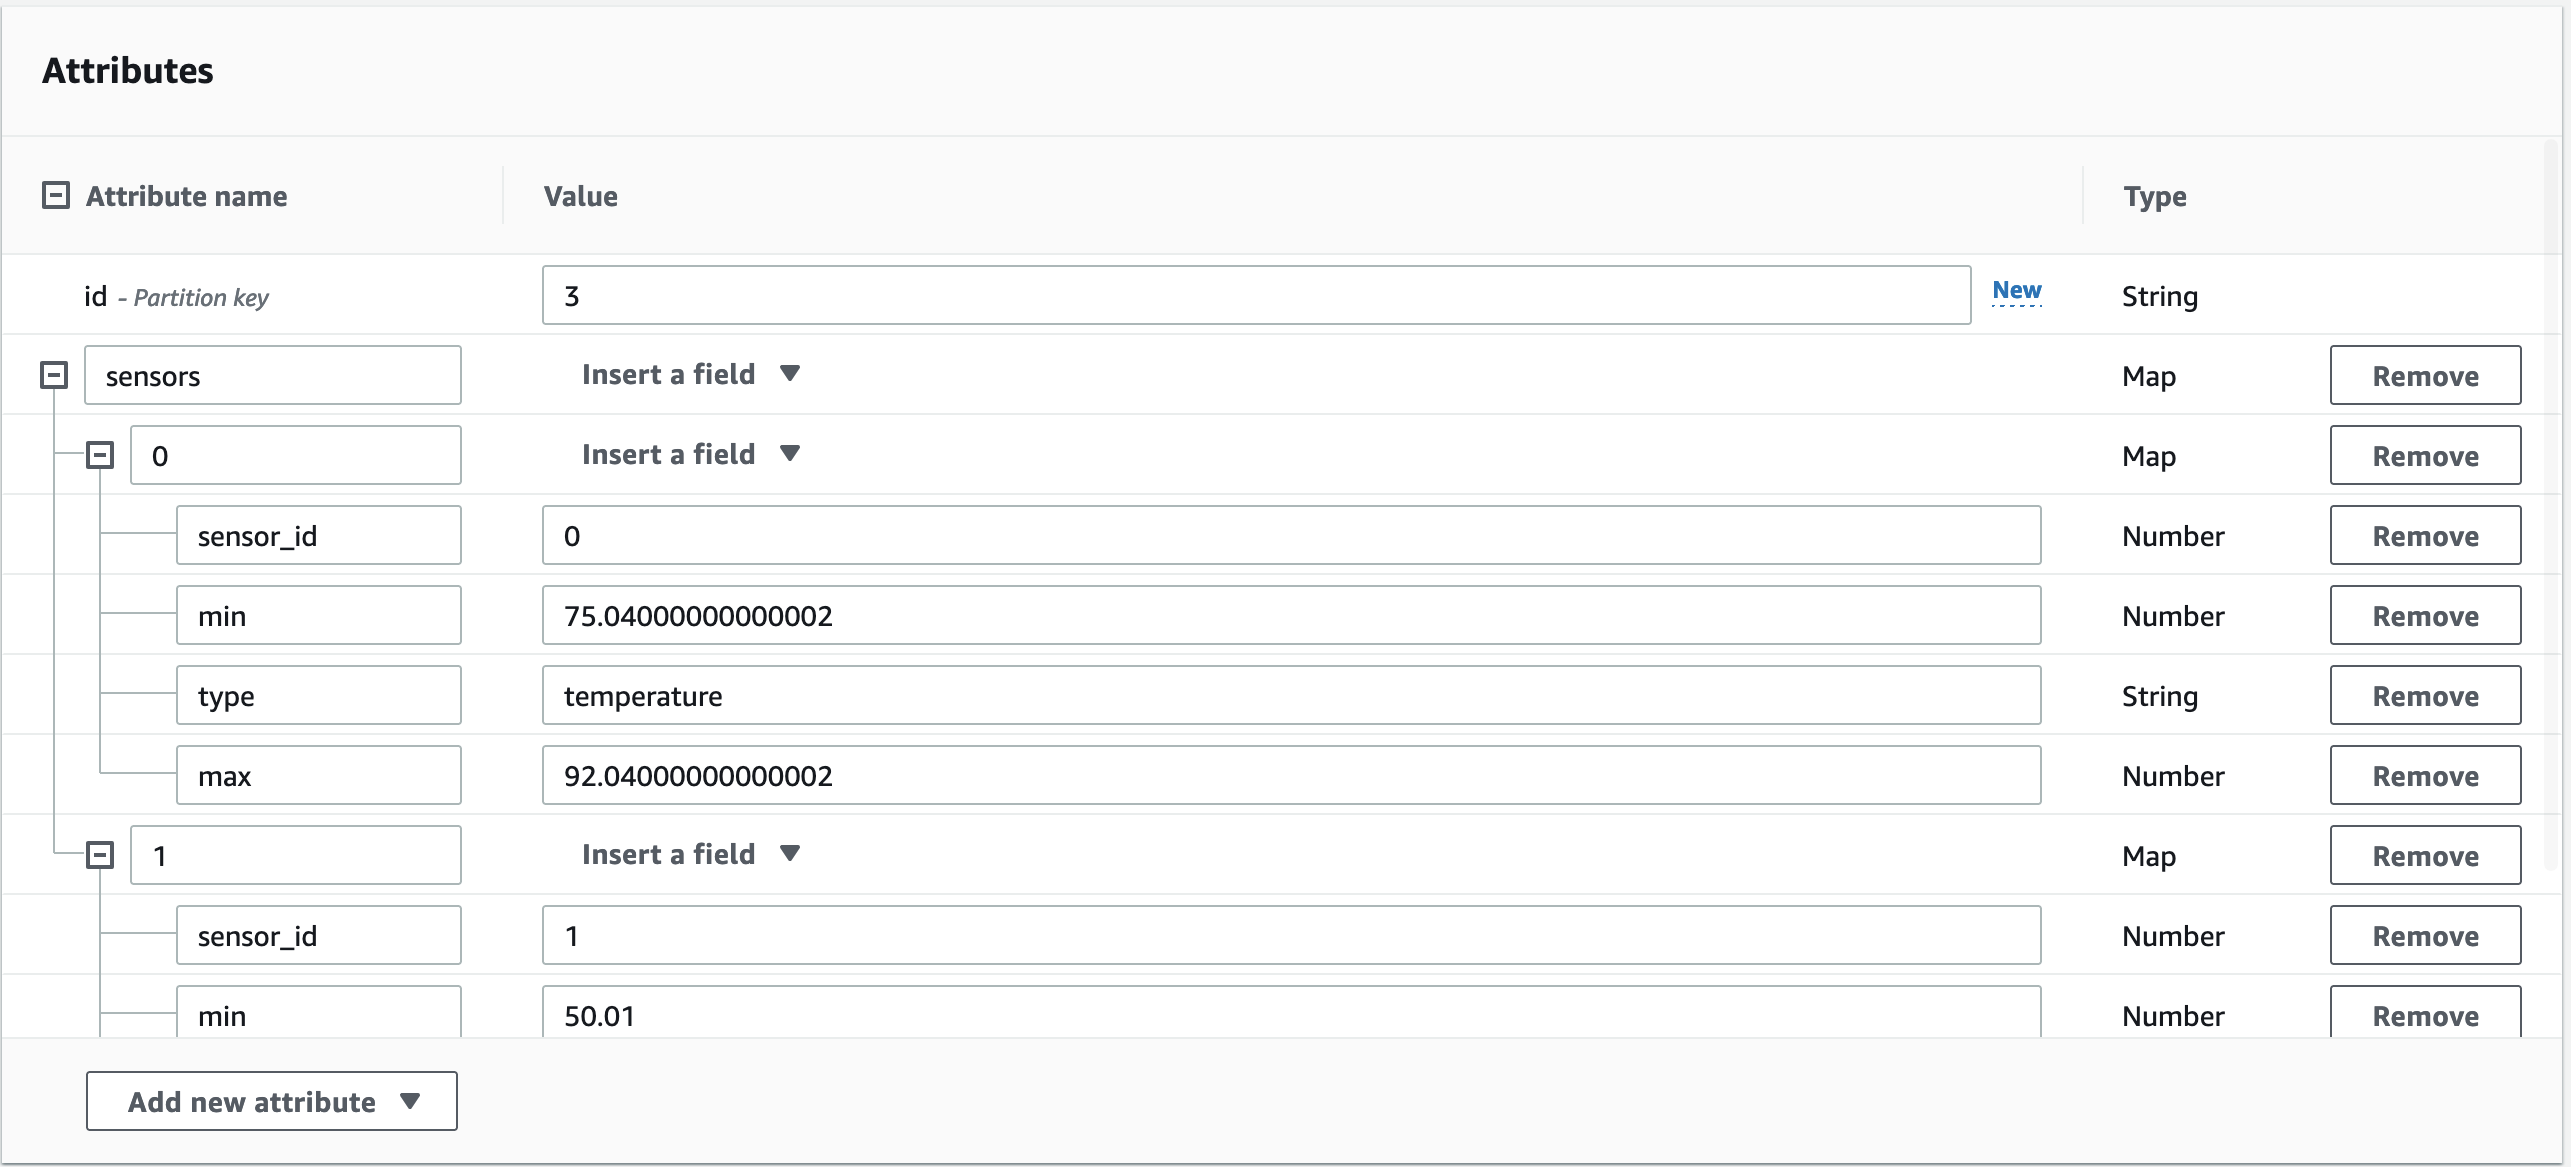 Attributes
Attribute name Value Type
id - Partition key 3 New String
sensors Insert a field Map Remove
0 Insert a field Map Remove
sensor_id 0 Number Remove
min 75.04000000000002 Number Remove
type temperature String Remove
max 92.04000000000002 Number Remove
1 Insert a field Map Remove
sensor_id 1 Number Remove
min 50.01 Number Remove
Add new attribute